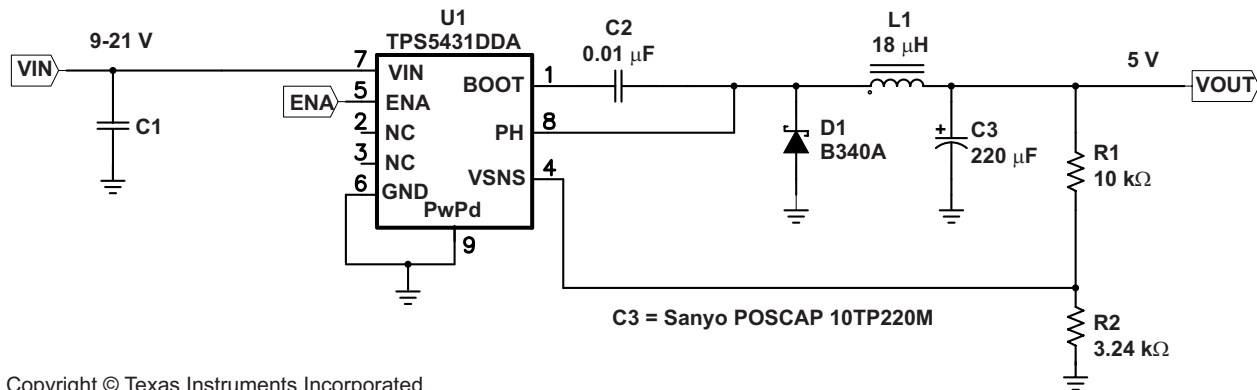 U1
TPS5431DDA
9-21 V
VIN
C1
ENA
7 VIN
5 ENA
2 NC
3 NC
6 GND
PwPd
9
BOOT 1
PH 8
VSNS 4
C2
0.01 μF
L1
18 μH
D1
B340A
C3
+
220 μF
5 V
VOUT
R1
10 kΩ
R2
3.24 kΩ
C3 = Sanyo POSCAP 10TP220M
Copyright © Texas Instruments Incorporated